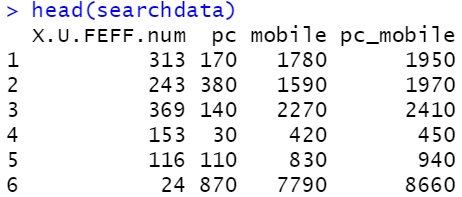 > head(searchdata)
X.U.FEFF.num pc mobile pc_mobile
1 313 170 1780 1950
2 243 380 1590 1970
3 369 140 2270 2410
4 153 30 420 450
5 116 110 830 940
6 24 870 7790 8660